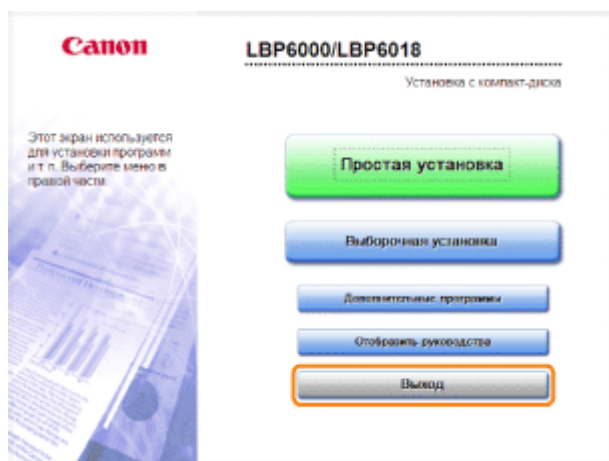 Canon
LBP6000/LBP6018
Установка с компакт-диска
Этот экран используется
для установки программ
и т п. Выберите меню в
правой части.
Простая установка
Выборочная установка
Дополнительные программы
Отобразить руководства
Выход